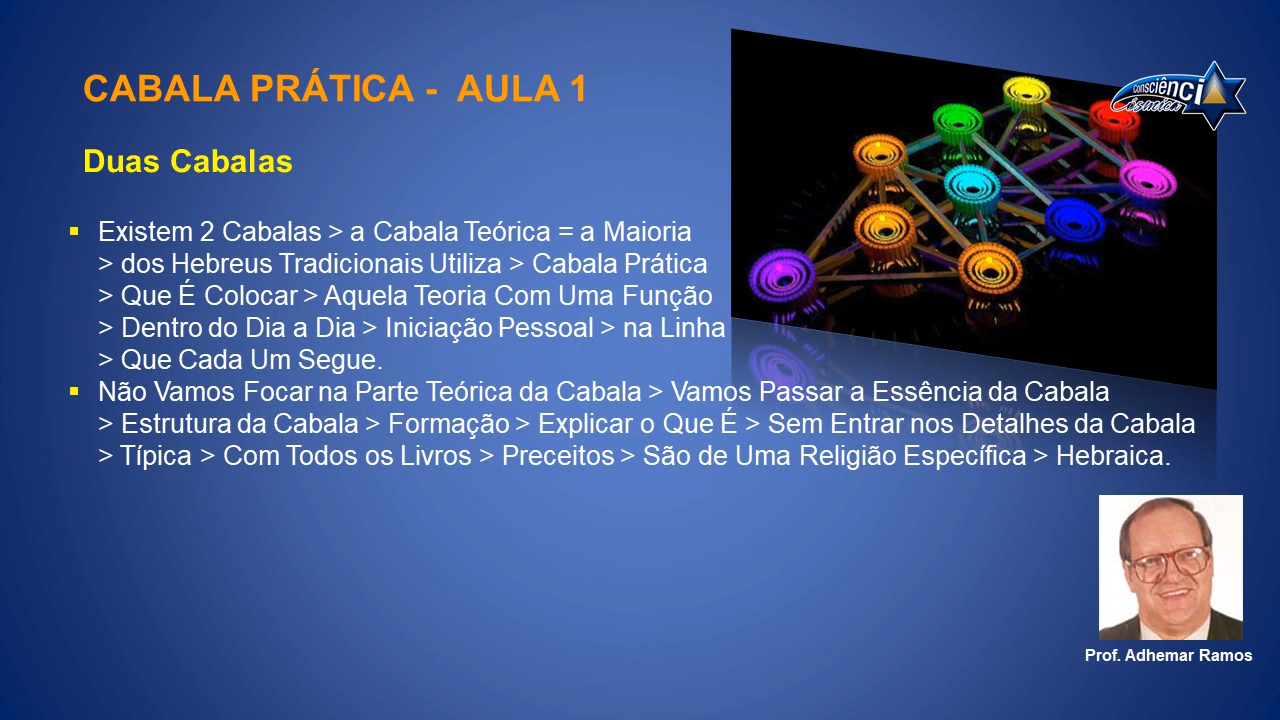 CABALA PRÁTICA - AULA 1
consciênci
Cósmica
Duas Cabalas
Existem 2 Cabalas > a Cabala Teórica = a Maioria
> dos Hebreus Tradicionais Utiliza > Cabala Prática
> Que É Colocar > Aquela Teoria Com Uma Função
> Dentro do Dia a Dia > Iniciação Pessoal > na Linha
> Que Cada Um Segue.
Não Vamos Focar na Parte Teórica da Cabala > Vamos Passar a Essência da Cabala
> Estrutura da Cabala > Formação > Explicar o Que É > Sem Entrar nos Detalhes da Cabala
> Típica > Com Todos os Livros > Preceitos > São de Uma Religião Específica > Hebraica.
Prof. Adhemar Ramos